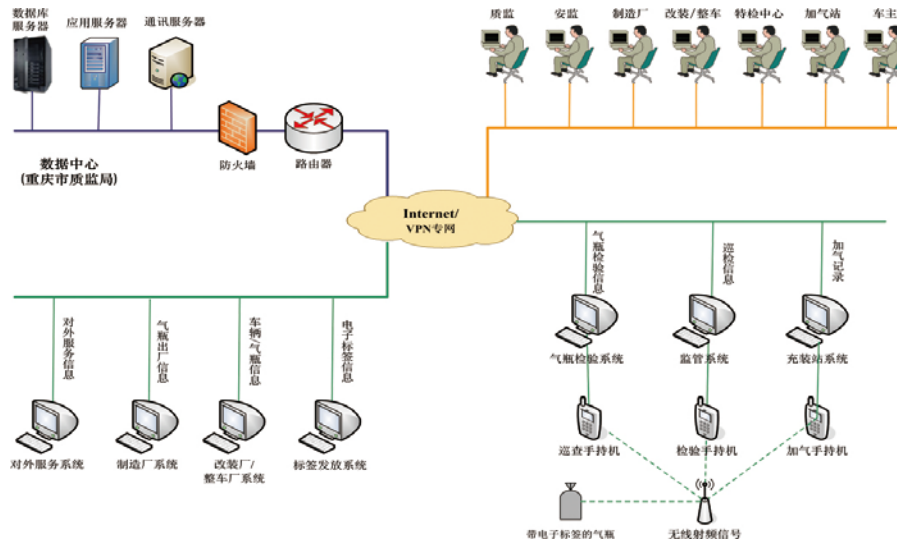 数据库
服务器
应用服务器
通讯服务器
防火墙
路由器
数据中心
(重庆市质监局)
质监
安监
制造厂
改装/整车
特检中心
加气站
车主
Internet/
VPN专网
对外服务信息
气瓶出厂信息
车辆/气瓶信息
电子标签信息
对外服务系统
制造厂系统
改装厂/
整车厂系统
标签发放系统
气瓶检验信息
巡检信息
加气记录
气瓶检验系统
监管系统
充装站系统
巡查手持机
检验手持机
加气手持机
带电子标签的气瓶
无线射频信号